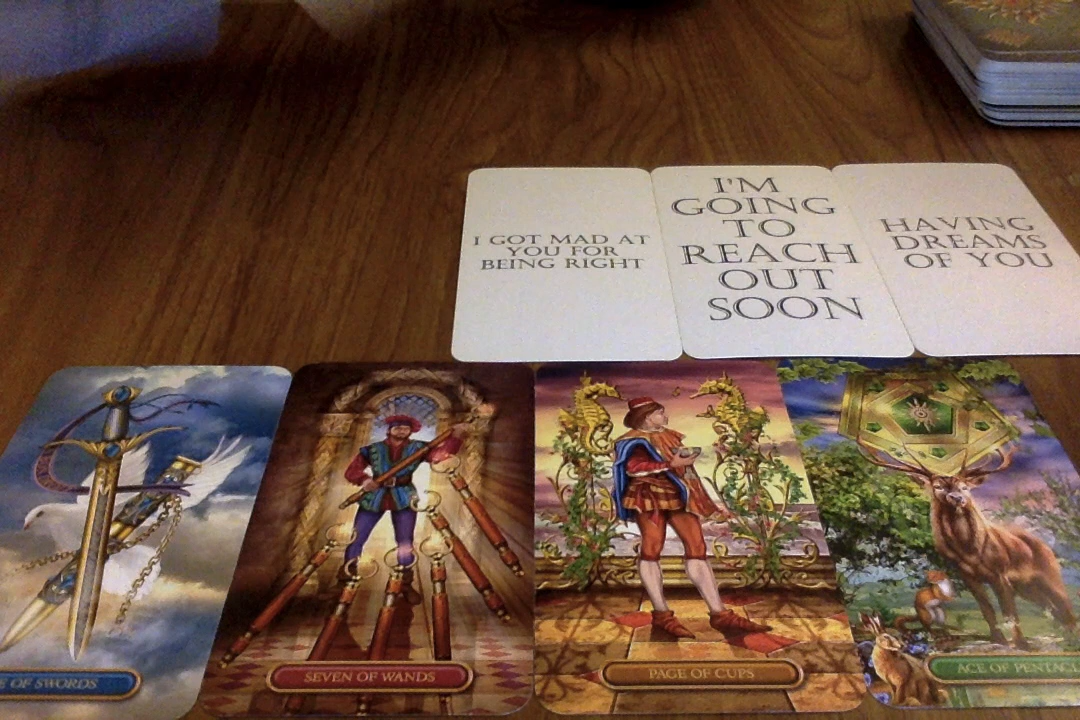 I GOT MAD AT
YOU FOR
BEING RIGHT
I'M
GOING
TO
REACH
OUT
SOON
HAVING
DREAMS
OF YOU
E OF SWORDS
SEVEN OF WANDS
PAGE OF CUPS
ACE OF PENTACL